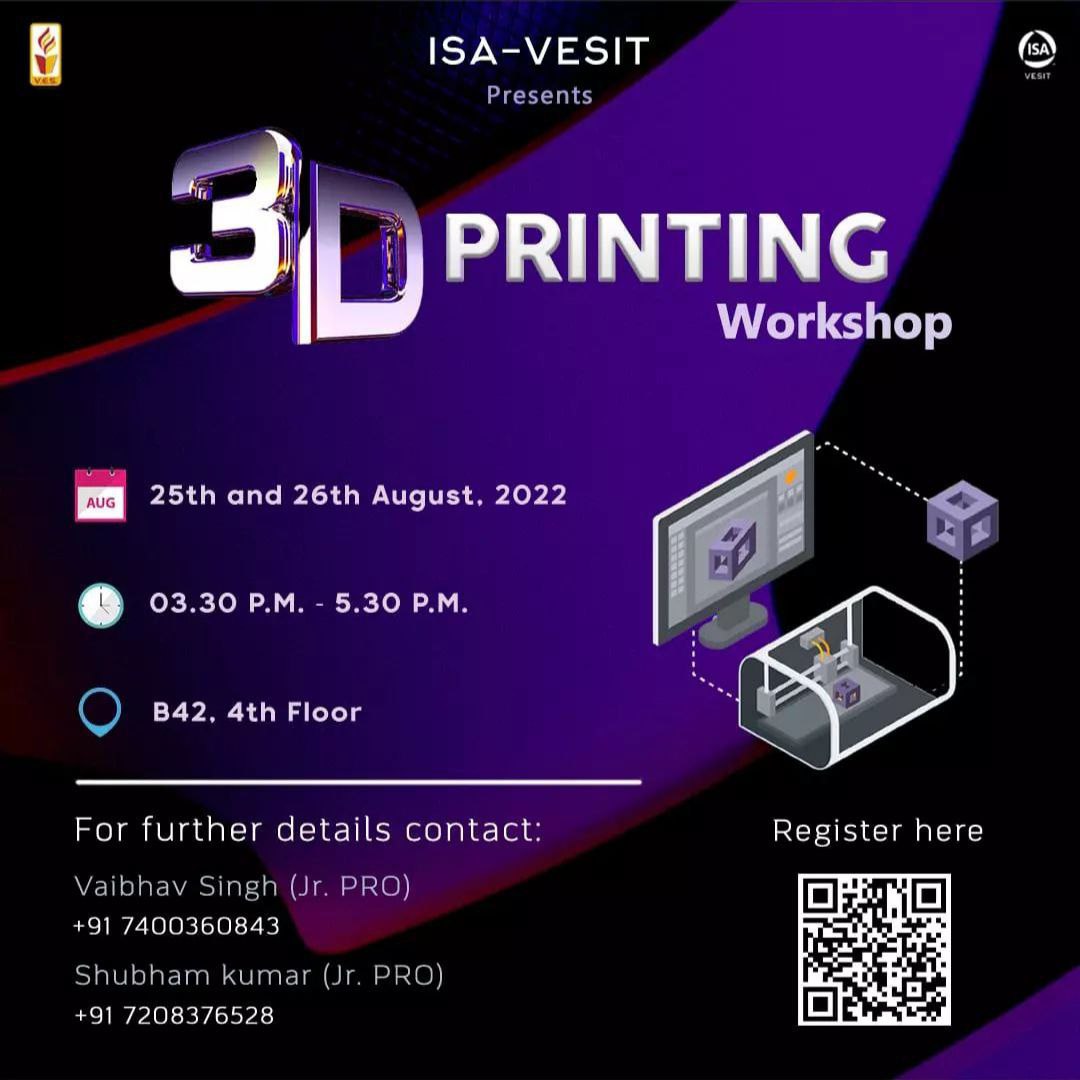 V.E.S.
ISA-VESIT
Presents
ISA
VESIT
3D PRINTING
Workshop
AUG
25th and 26th August, 2022
03.30 P.M. - 5.30 P.M.
B42, 4th Floor
For further details contact:
Vaibhav Singh (Jr. PRO)
+91 7400360843
Shubham kumar (Jr. PRO)
+91 7208376528
Register here